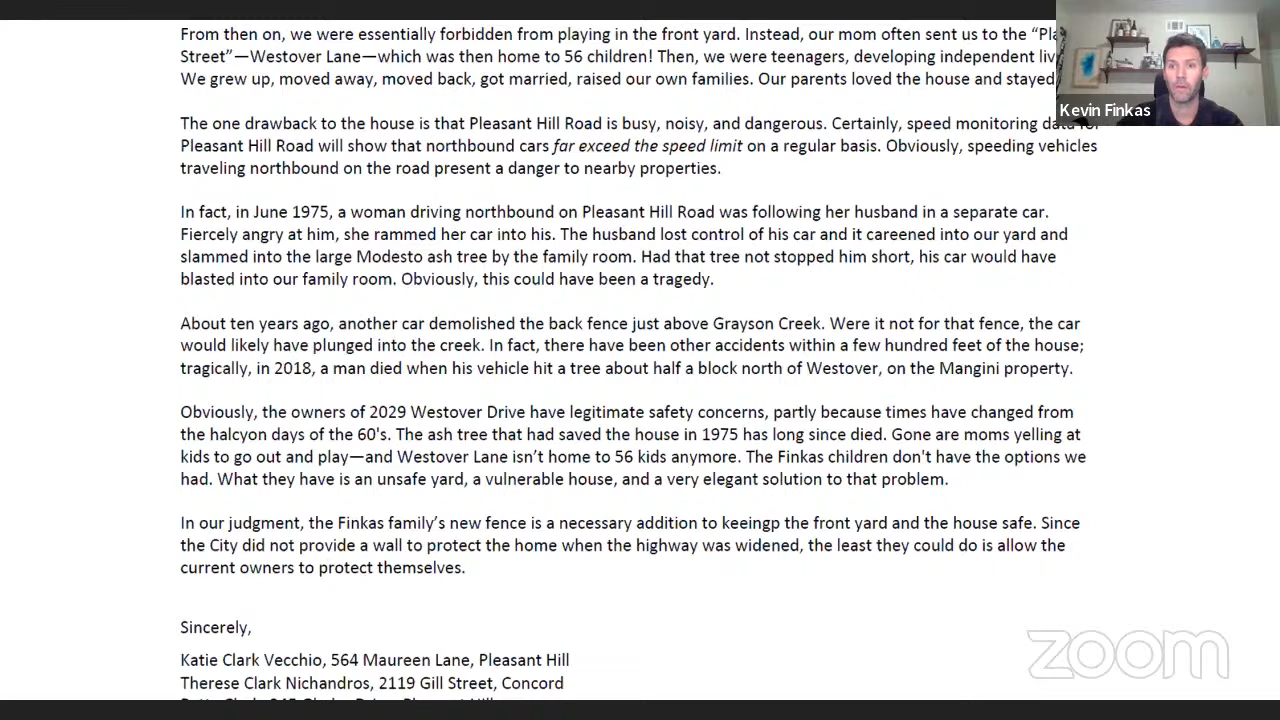 From then on, we were essentially forbidden from playing in the front yard. Instead, our mom often sent us to the
Street”—Westover Lane—which was then home to 56 children! Then, we were teenagers, developing independent
We grew up, moved away, moved back, got married, raised our own families. Our parents loved the house and stayed
Kevin Finkas
The one drawback to the house is that Pleasant Hill Road is busy, noisy, and dangerous. Certainly, speed monitoring data for
Pleasant Hill Road will show that northbound cars far exceed the speed limit on a regular basis. Obviously, speeding vehicles
traveling northbound on the road present a danger to nearby properties.
In fact, in June 1975, a woman driving northbound on Pleasant Hill Road was following her husband in a separate car.
Fiercely angry at him, she rammed her car into his. The husband lost control of his car and it careened into our yard and
slammed into the large Modesto ash tree by the family room. Had that tree not stopped him short, his car would have
blasted into our family room. Obviously, this could have been a tragedy.
About ten years ago, another car demolished the back fence just above Grayson Creek. Were it not for that fence, the car
would likely have plunged into the creek. In fact, there have been other accidents within a few hundred feet of the house;
tragically, in 2018, a man died when his vehicle hit a tree about half a block north of Westover, on the Mangini property.
Obviously, the owners of 2029 Westover Drive have legitimate safety concerns, partly because times have changed from
the halcyon days of the 60's. The ash tree that had saved the house in 1975 has long since died. Gone are moms yelling at
kids to go out and play—and Westover Lane isn’t home to 56 kids anymore. The Finkas children don't have the options we
had. What they have is an unsafe yard, a vulnerable house, and a very elegant solution to that problem.
In our judgment, the Finkas family’s new fence is a necessary addition to keeingp the front yard and the house safe. Since
the City did not provide a wall to protect the home when the highway was widened, the least they could do is allow the
current owners to protect themselves.
Sincerely,
Katie Clark Vecchio, 564 Maureen Lane, Pleasant Hill
Therese Clark Nichandros, 2119 Gill Street, Concord
zoom